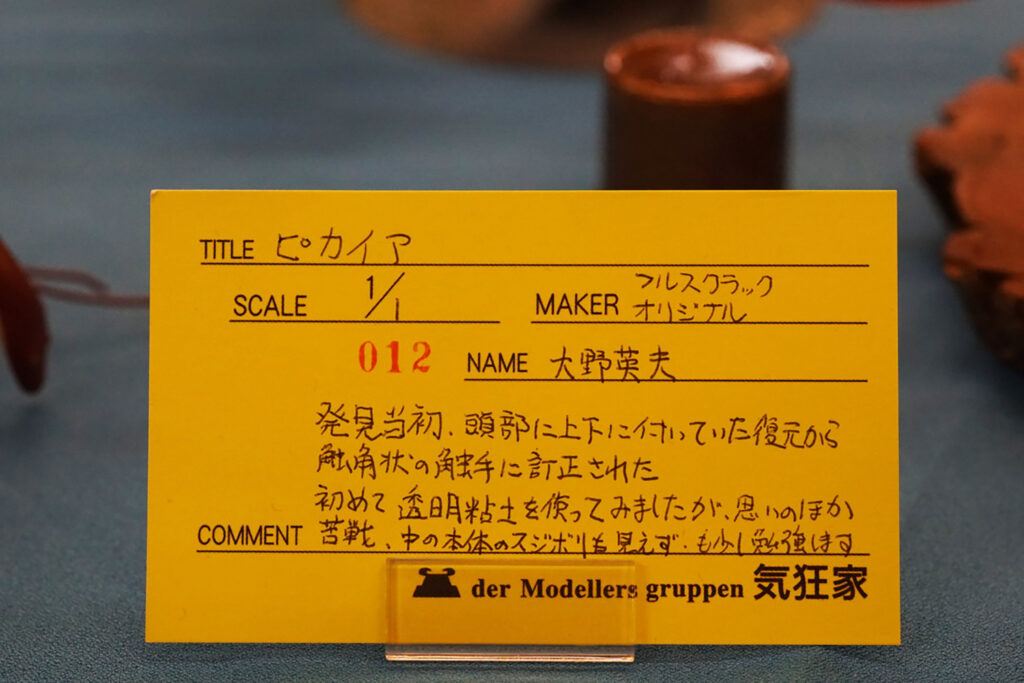 TITLE ピカイア
SCALE 1/1
MAKER フルスクラック
オリジナル
012
NAME 大野英夫
発見当初、頭部に上下に付いていた復元から
触角状の触手に訂正された
初めて透明粘土を使ってみましたが、思いのほか
COMMENT 苦戦、中の本体のスジボリも見えず、も少し勉強します
der Modellers gruppen 気狂家